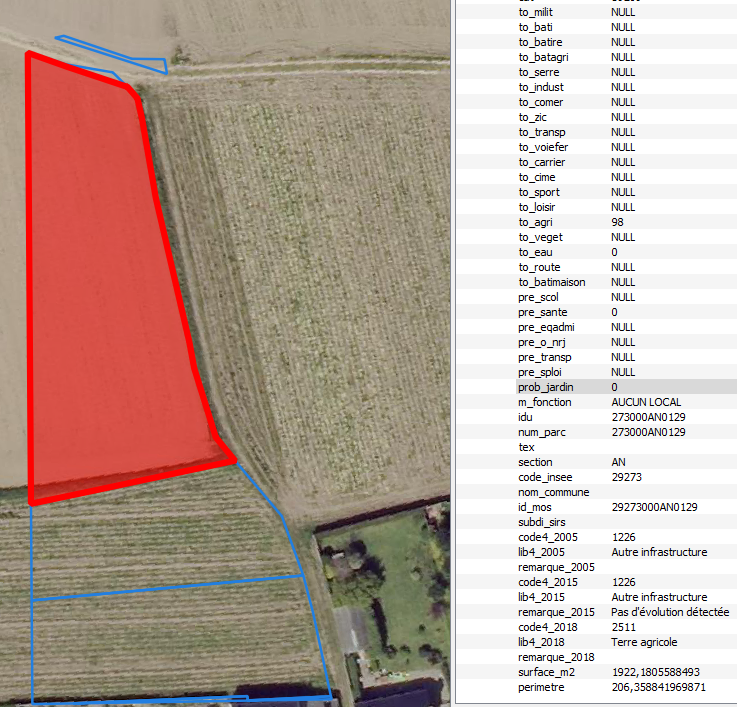 to_milit NULL
to_bati NULL
to_batire NULL
to_batagri NULL
to_serre NULL
to_indust NULL
to_comer NULL
to_zic NULL
to_transp NULL
to_voiefer NULL
to_carrier NULL
to_cime NULL
to_sport NULL
to_loisir NULL
to_agri 98
to_veget NULL
to_eau 0
to_route NULL
to_batimaison NULL
pre_scol NULL
pre_sante 0
pre_eqadmi NULL
pre_o_nrj NULL
pre_transp NULL
pre_sploi NULL
prob_jardin 0
m_fonction AUCUN LOCAL
idu 273000AN0129
num_parc 273000AN0129
tex
section AN
code_insee 29273
nom_commune
id_mos 29273000AN0129
subdi_sirs
code4_2005 1226
lib4_2005 Autre infrastructure
remarque_2005
code4_2015 1226
lib4_2015 Autre infrastructure
remarque_2015 Pas d'évolution détectée
code4_2018 2511
lib4_2018 Terre agricole
remarque_2018
surface_m2 1922,1805588493
perimetre 206,358841969871